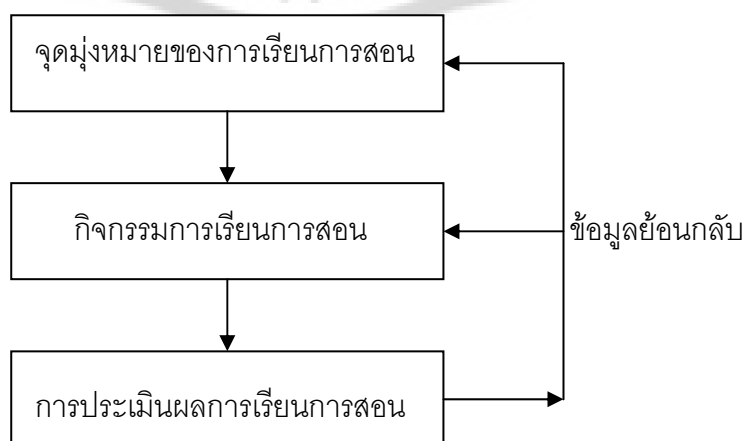 จุดมุ่งหมายของการเรียนการสอน
กิจกรรมการเรียนการสอน
ข้อมูลย้อนกลับ
การประเมินผลการเรียนการสอน